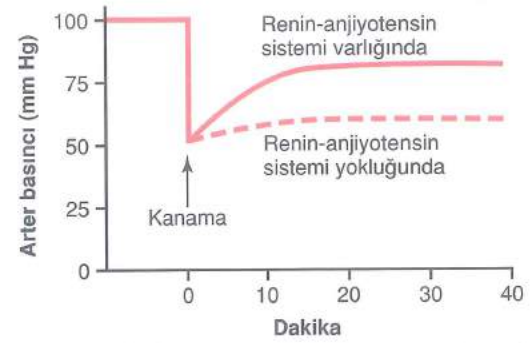 Arter basıncı (mm Hg)
100
75
50
25
0
Renin-anjiyotensin
sistemi varlığında
Renin-anjiyotensin
sistemi yokluğunda
Kanama
0 10 20 30 40
Dakika